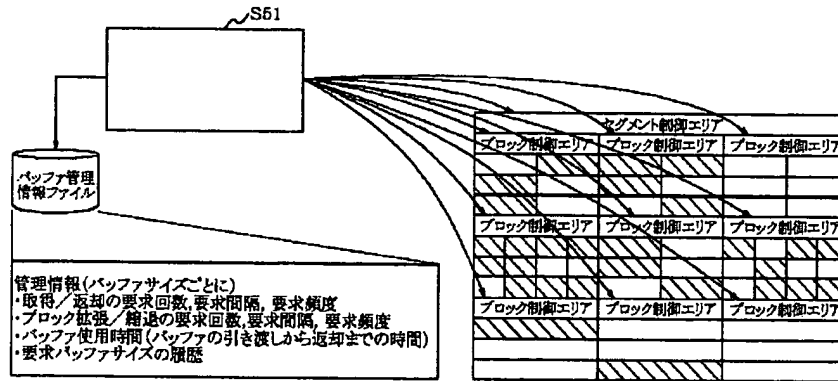 S51
バッファ管理
情報ファイル
管理情報(バッファサイズごとに)
・取得／返却の要求回数,要求間隔, 要求頻度
・ブロック拡張／縮退の要求回数,要求間隔, 要求頻度
・バッファ使用時間(バッファの引き渡しから返却までの時間)
・要求バッファサイズの履歴
セグメント制御エリア
ブロック制御エリア ブロック制御エリア ブロック制御エリア
ブロック制御エリア ブロック制御エリア ブロック制御エリア
ブロック制御エリア ブロック制御エリア ブロック制御エリア